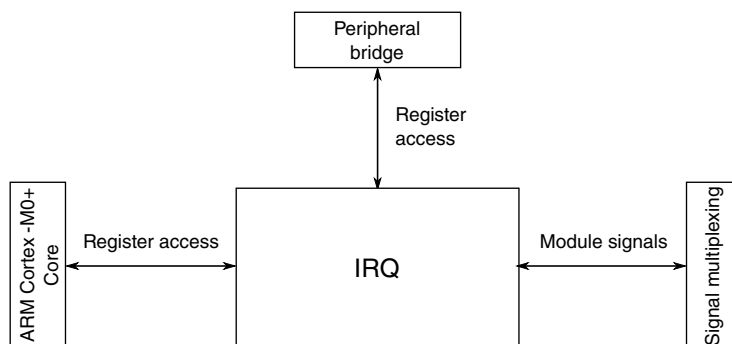 Peripheral
bridge
Register
access
ARM Cortex -M0+
Core
Register access
IRQ
Module signals
Signal multiplexing